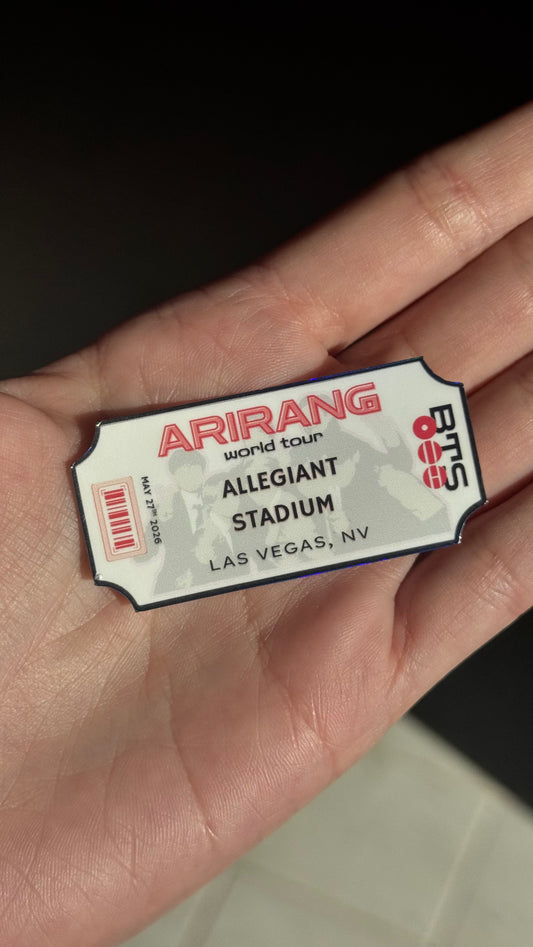 ARIRANG
world tour
ALLEGIANT
STADIUM
LAS VEGAS, NV
MAY 27TH 2026
BTS